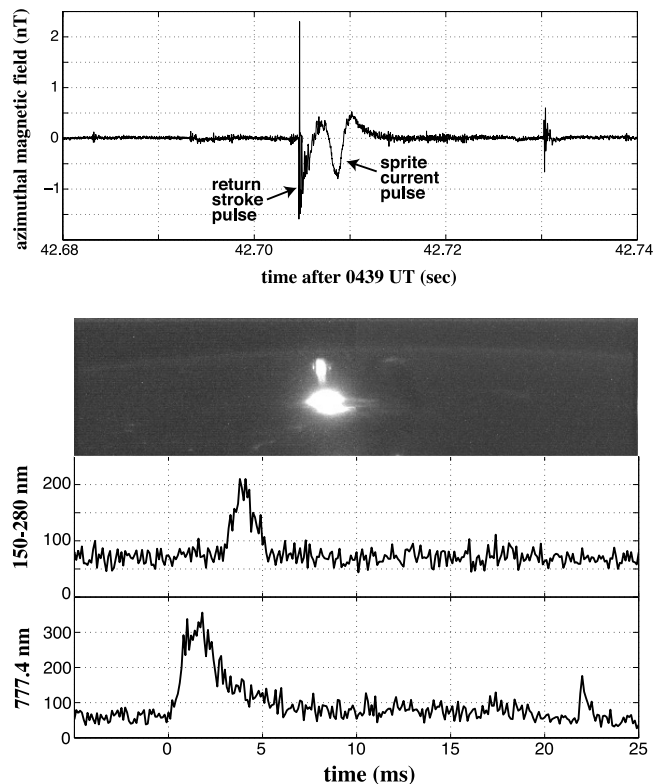 azimuthal magnetic field (nT)
2
1
0
−1
return
stroke
pulse
sprite
current
pulse
42.68
42.70
42.72
42.74
time after 0439 UT (sec)
150-280 nm
200
100
0
777.4 nm
300
200
100
0
0
5
10
15
20
25
time (ms)